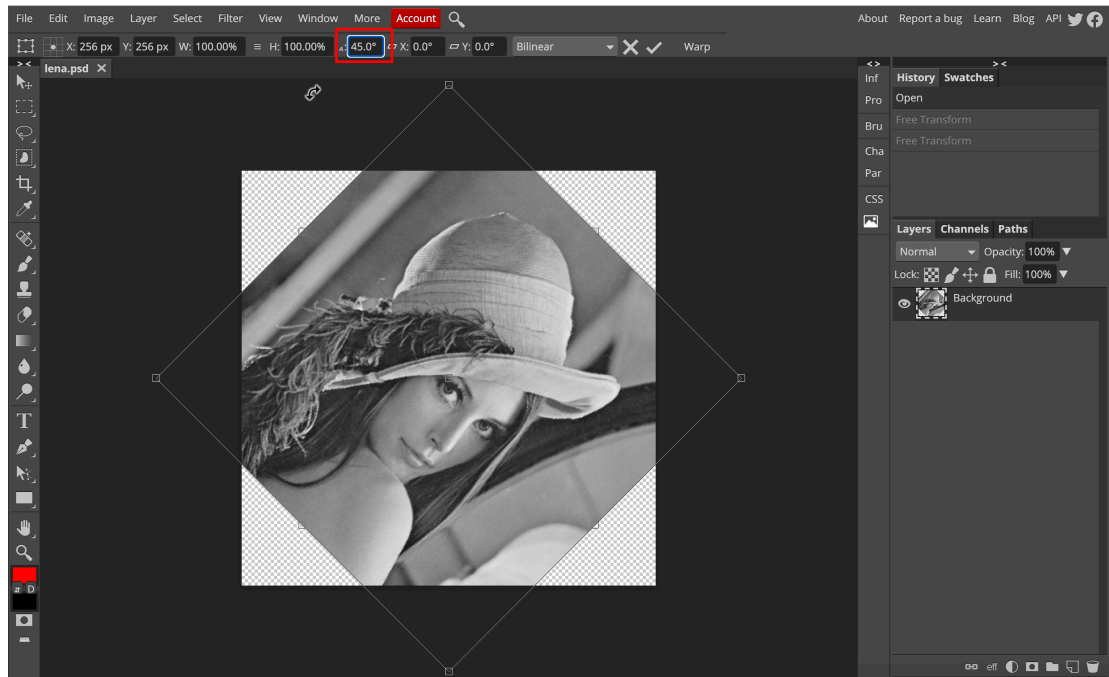 File Edit Image Layer Select Filter View Window More Account About Report a bug Learn Blog API
X: 256 px Y: 256 px W: 100.00% H: 100.00% 45.0° X: 0.0° Y: 0.0° Bilinear Warp
> < < > > <
lena.psd
Inf
Pro
Bru
Cha
Par
CSS
History Swatches
Open
Free Transform
Free Transform
Layers Channels Paths
Normal Opacity: 100%
Lock: Fill: 100%
Background
T
D
eff